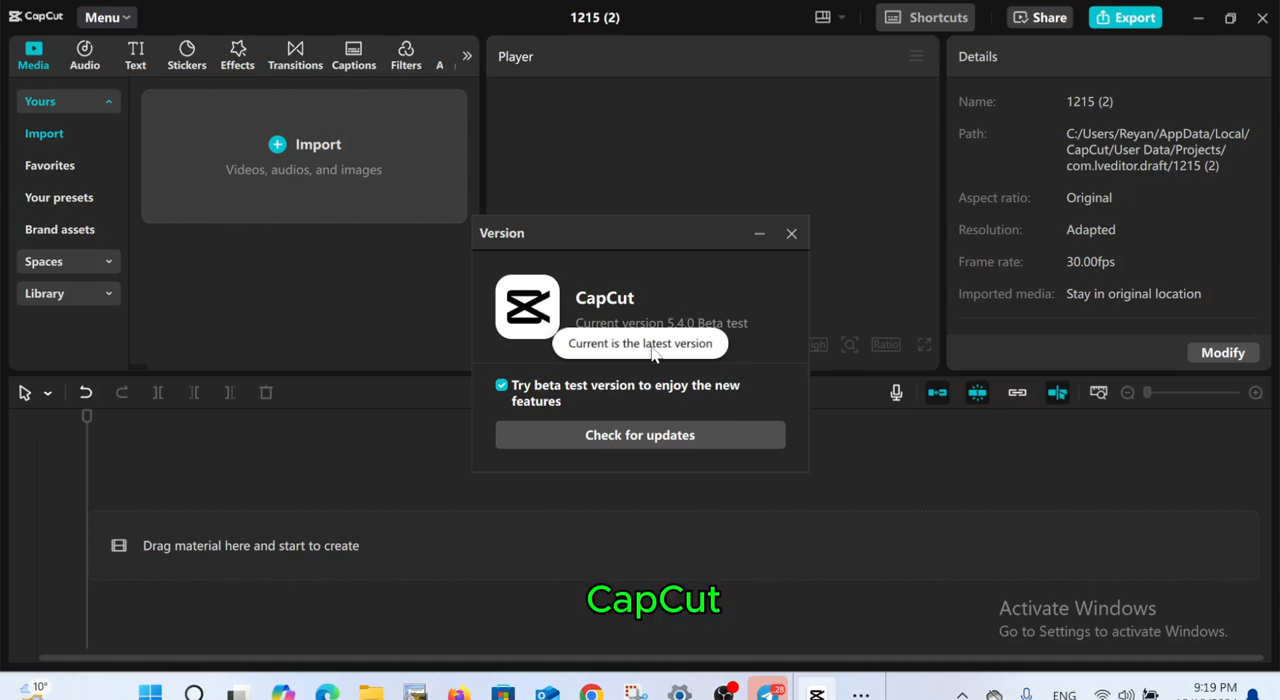 CapCut
Menu
1215 (2)
Shortcuts
Share
Export
Media
Audio
Text
Stickers
Effects
Transitions
Captions
Filters
A
Player
Details
Yours
Import
Favorites
Your presets
Brand assets
Spaces
Library
Import
Videos, audios, and images
Name:
1215 (2)
Path:
C:/Users/Reyan/AppData/Local/
CapCut/User Data/Projects/
com.lveditor.draft/1215 (2)
Aspect ratio:
Original
Resolution:
Adapted
Frame rate:
30.00fps
Imported media:
Stay in original location
Modify
Version
CapCut
Current version 5.4.0 Beta test
Current is the latest version
Try beta test version to enjoy the new
features
Check for updates
Ratio
Drag material here and start to create
CapCut
Activate Windows
Go to Settings to activate Windows.
10°
28
ENG
9:19 PM